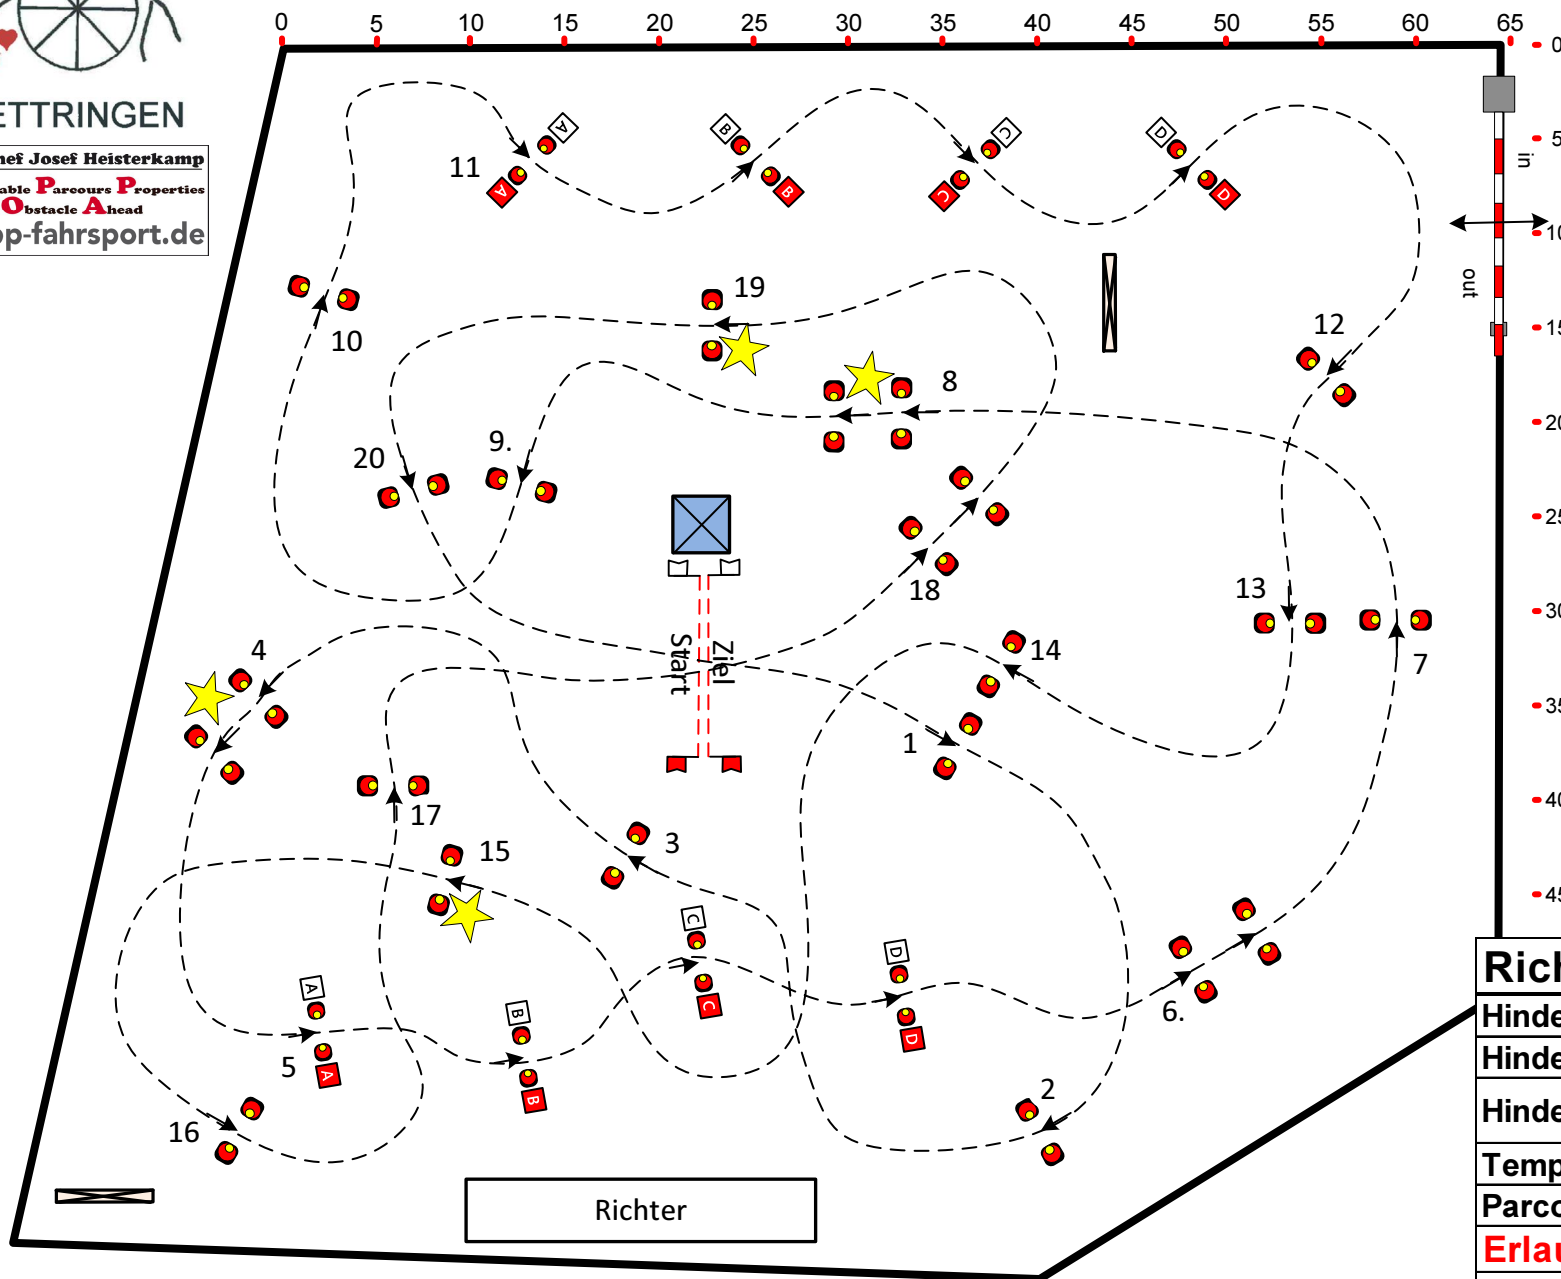 0 5 10 15 20 25 30 35 40 45 50 55 60 65
0
5
10
15
20
25
30
35
40
45
ETTRINGEN
Josef Heisterkamp
Parcours Properties
Obstacle Ahead
pp-fahrsport.de
in
out
11
A
A
B
B
C
C
D
D
10
19
8
12
20
9.
18
13
7
14
4
Start
Ziel
1
17
15
3
5
A
A
B
B
C
C
D
D
6.
16
2
Richter
Rich
Hinde
Hinde
Hinde
Temp
Parco
Erlau